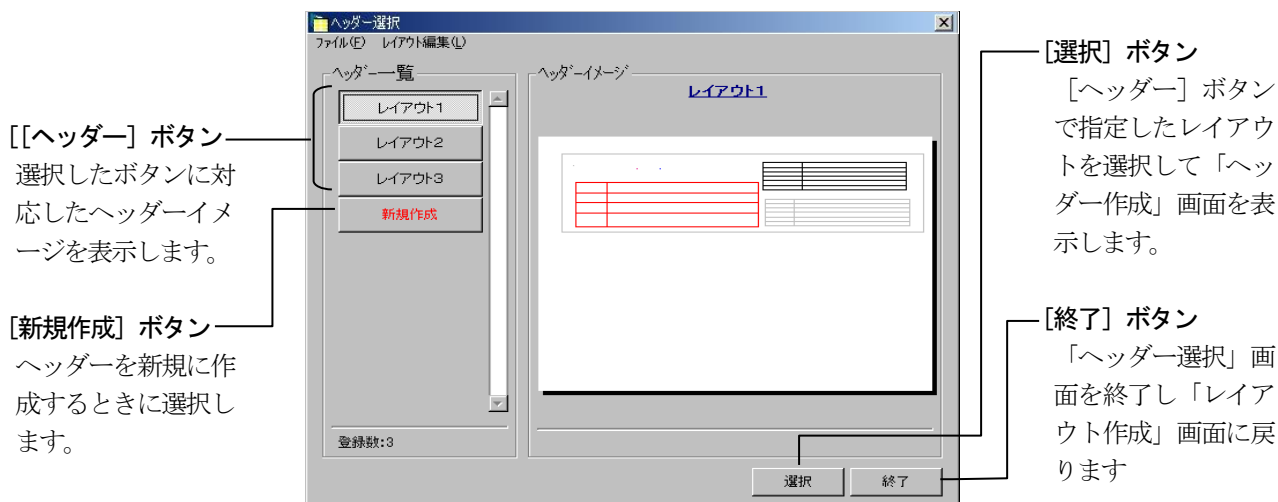 ヘッダー選択
ファイル(F) レイアウト編集(L)
ヘッダー一覧
レイアウト1
レイアウト2
レイアウト3
新規作成
登録数:3
ヘッダーイメージ
レイアウト1
選択
終了
[[ヘッダー］ボタン
選択したボタンに対
応したヘッダーイメ
ージを表示します。
[新規作成］ボタン
ヘッダーを新規に作
成するときに選択し
ます。
[選択］ボタン
［ヘッダー］ボタン
で指定したレイアウ
トを選択して「ヘッ
ダー作成」画面を表
示します。
[終了］ボタン
「ヘッダー選択」画
面を終了し「レイア
ウト作成」画面に戻
ります